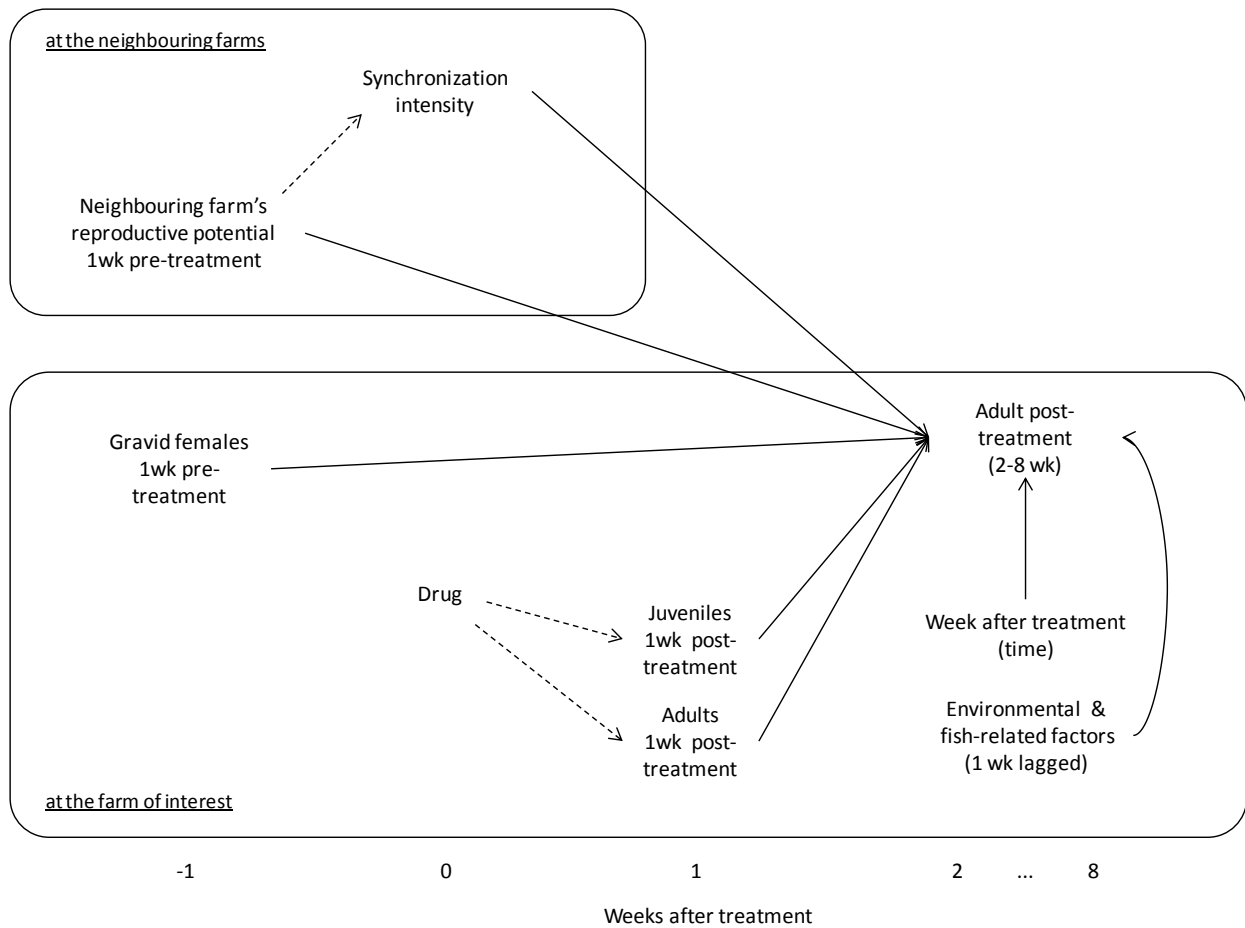 at the neighbouring farms
Synchronization
intensity
Neighbouring farm's
reproductive potential
1wk pre-treatment
Gravid females
1wk pre-
treatment
Adult post-
treatment
(2-8 wk)
Drug
Juveniles
1wk post-
treatment
Week after treatment
(time)
Adults
1wk post-
treatment
Environmental &
fish-related factors
(1 wk lagged)
at the farm of interest
-1 0 1 2 ... 8
Weeks after treatment